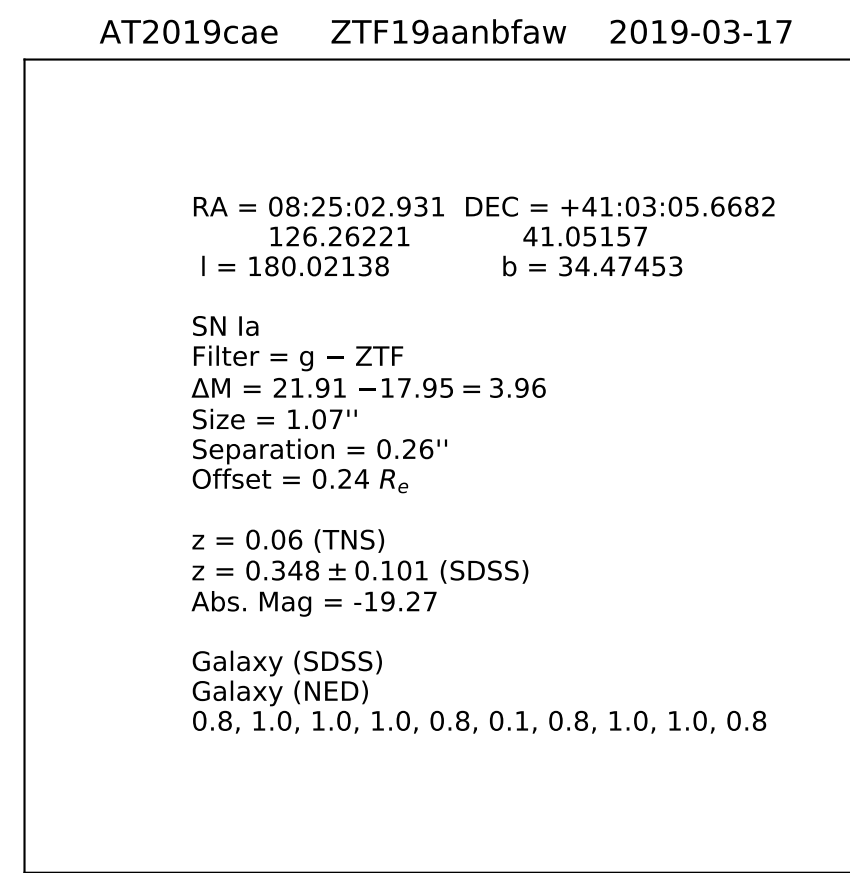 AT2019cae ZTF19aanbfaw 2019-03-17
RA = 08:25:02.931 DEC = +41:03:05.6682
126.26221 41.05157
l = 180.02138 b = 34.47453
SN Ia
Filter = g − ZTF
ΔM = 21.91 −17.95 = 3.96
Size = 1.07''
Separation = 0.26''
Offset = 0.24 Rₑ
z = 0.06 (TNS)
z = 0.348 ± 0.101 (SDSS)
Abs. Mag = -19.27
Galaxy (SDSS)
Galaxy (NED)
0.8, 1.0, 1.0, 1.0, 0.8, 0.1, 0.8, 1.0, 1.0, 0.8